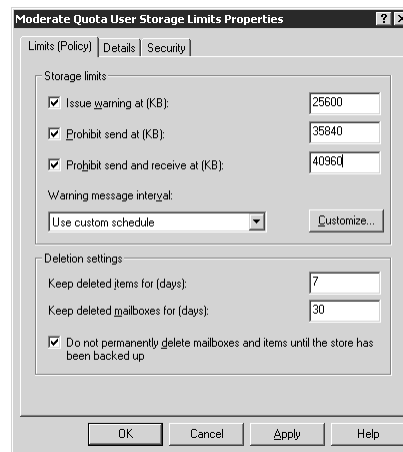 Moderate Quota User Storage Limits Properties
Limits (Policy) Details Security
Storage limits
Issue warning at (KB): 25600
Prohibit send at (KB): 35840
Prohibit send and receive at (KB): 40960
Warning message interval:
Use custom schedule Customize...
Deletion settings
Keep deleted items for (days): 7
Keep deleted mailboxes for (days): 30
Do not permanently delete mailboxes and items until the store has
been backed up
OK Cancel Apply Help